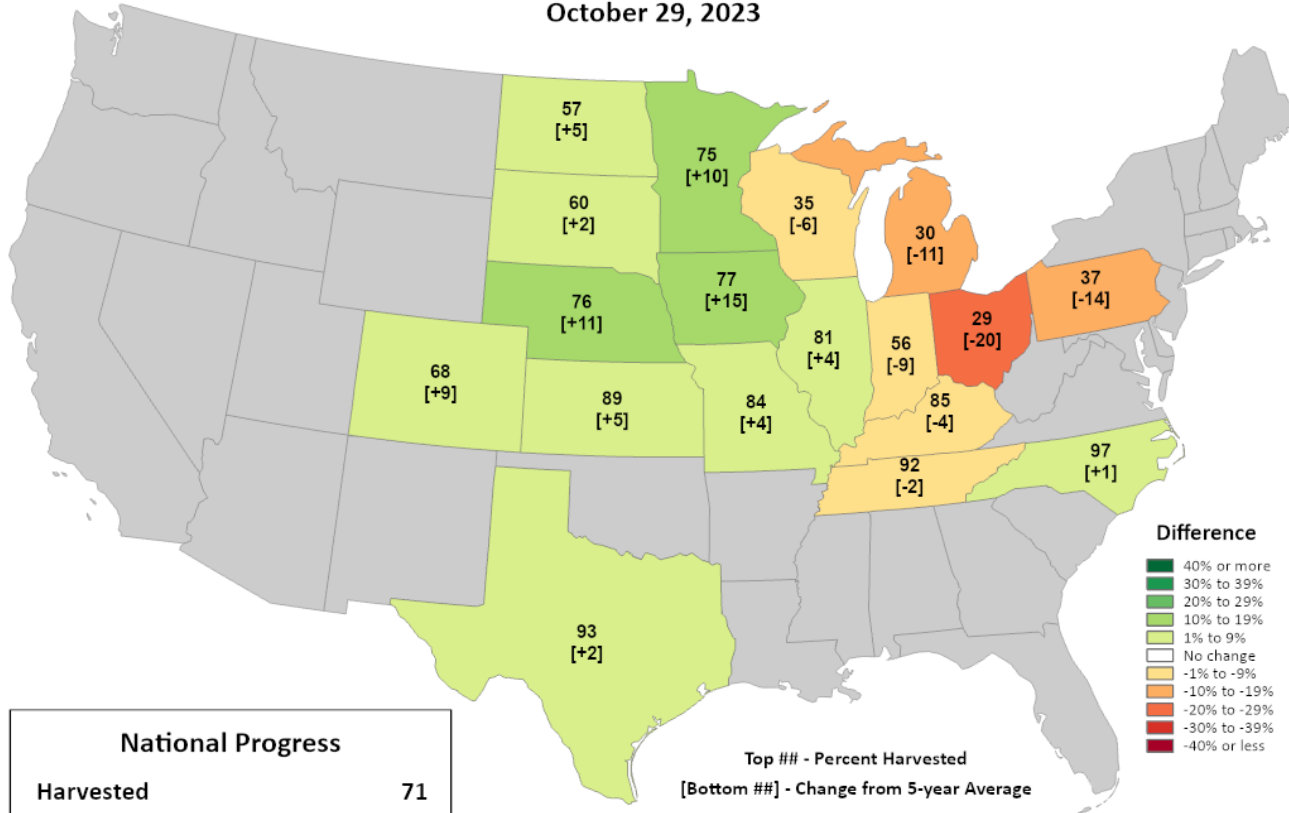 October 29, 2023
57
[+5]
75
[+10]
60
[+2]
35
[-6]
30
[-11]
77
[+15]
37
[-14]
76
[+11]
29
[-20]
81
[+4]
56
[-9]
68
[+9]
89
[+5]
84
[+4]
85
[-4]
97
[+1]
92
[-2]
93
[+2]
Difference
40% or more
30% to 39%
20% to 29%
10% to 19%
1% to 9%
No change
-1% to -9%
-10% to -19%
-20% to -29%
-30% to -39%
-40% or less
National Progress
Harvested 71
Top ## - Percent Harvested
[Bottom ##] - Change from 5-year Average